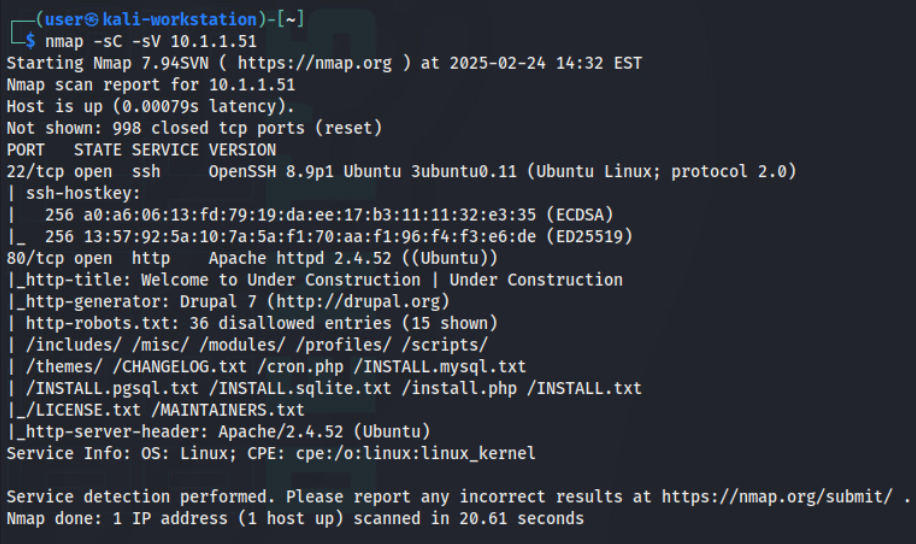 ┌──(user㉿kali-workstation)-[~]
└─$ nmap -sC -sV 10.1.1.51
Starting Nmap 7.94SVN ( https://nmap.org ) at 2025-02-24 14:32 EST
Nmap scan report for 10.1.1.51
Host is up (0.00079s latency).
Not shown: 998 closed tcp ports (reset)
PORT   STATE SERVICE VERSION
22/tcp open  ssh     OpenSSH 8.9p1 Ubuntu 3ubuntu0.11 (Ubuntu Linux; protocol 2.0)
| ssh-hostkey:
|   256 a0:a6:06:13:fd:79:19:da:ee:17:b3:11:11:32:e3:35 (ECDSA)
|_  256 13:57:92:5a:10:7a:5a:f1:70:aa:f1:96:f4:f3:e6:de (ED25519)
80/tcp open  http    Apache httpd 2.4.52 ((Ubuntu))
|_http-title: Welcome to Under Construction | Under Construction
|_http-generator: Drupal 7 (http://drupal.org)
| http-robots.txt: 36 disallowed entries (15 shown)
| /includes/ /misc/ /modules/ /profiles/ /scripts/
| /themes/ /CHANGELOG.txt /cron.php /INSTALL.mysql.txt
| /INSTALL.pgsql.txt /INSTALL.sqlite.txt /install.php /INSTALL.txt
|_/LICENSE.txt /MAINTAINERS.txt
|_http-server-header: Apache/2.4.52 (Ubuntu)
Service Info: OS: Linux; CPE: cpe:/o:linux:linux_kernel

Service detection performed. Please report any incorrect results at https://nmap.org/submit/ .
Nmap done: 1 IP address (1 host up) scanned in 20.61 seconds